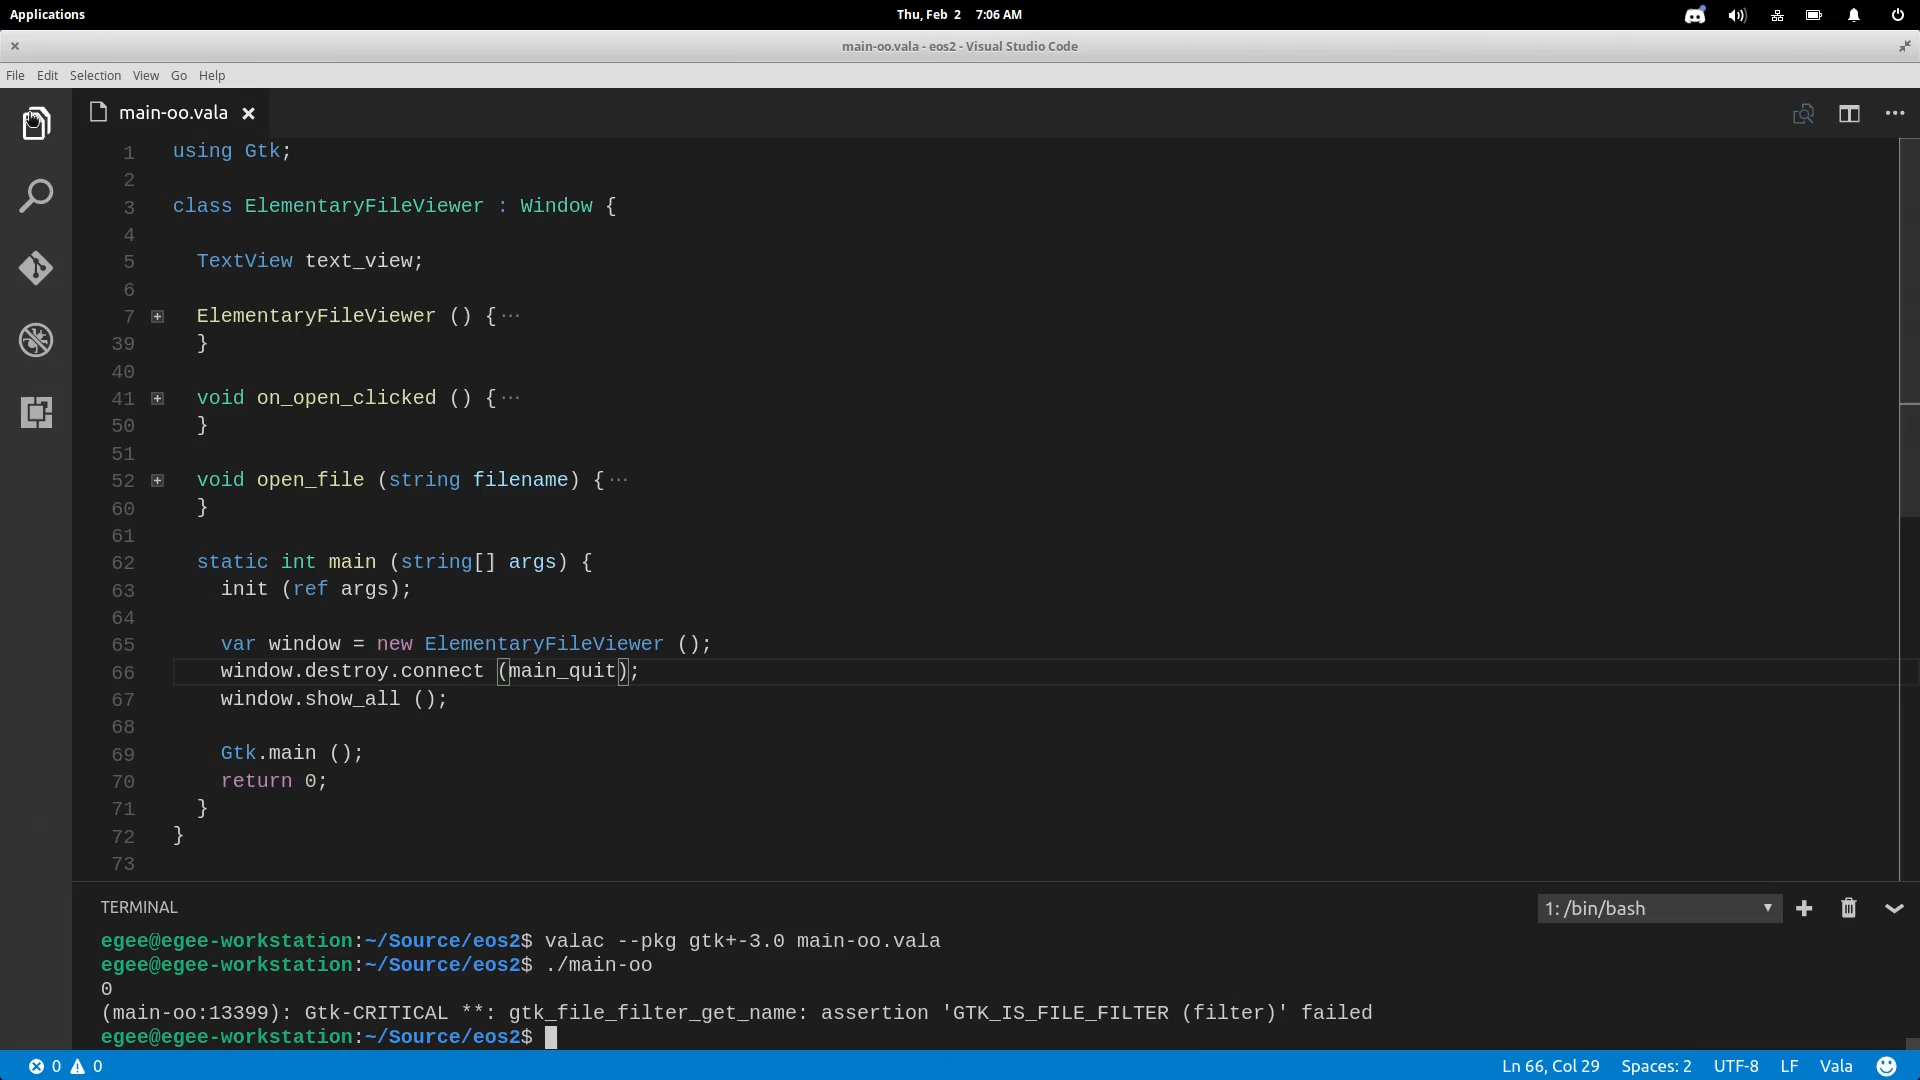 Applications
Thu, Feb 2 7:06 AM
main-oo.vala - eos2 - Visual Studio Code
File Edit Selection View Go Help
main-oo.vala
1 using Gtk;
2
3 class ElementaryFileViewer : Window {
4
5 TextView text_view;
6
7 ElementaryFileViewer () {···
39 }
40
41 void on_open_clicked () {···
50 }
51
52 void open_file (string filename) {···
60 }
61
62 static int main (string[] args) {
63 init (ref args);
64
65 var window = new ElementaryFileViewer ();
66 window.destroy.connect (main_quit);
67 window.show_all ();
68
69 Gtk.main ();
70 return 0;
71 }
72 }
73
TERMINAL
1: /bin/bash
egee@egee-workstation:~/Source/eos2$ valac --pkg gtk+-3.0 main-oo.vala
egee@egee-workstation:~/Source/eos2$ ./main-oo
0
(main-oo:13399): Gtk-CRITICAL **: gtk_file_filter_get_name: assertion 'GTK_IS_FILE_FILTER (filter)' failed
egee@egee-workstation:~/Source/eos2$
0 0 Ln 66, Col 29 Spaces: 2 UTF-8 LF Vala